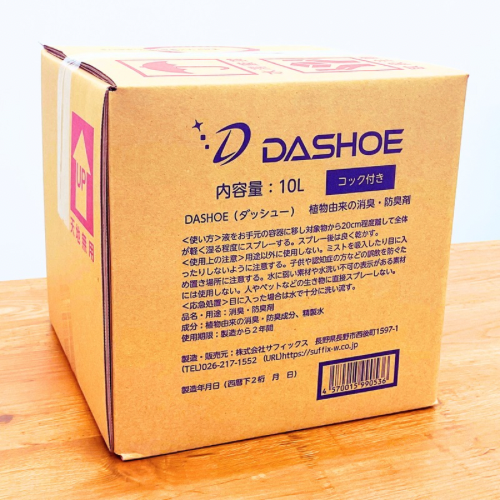 DASHOE
内容量：10L
コック付き
DASHOE（ダッシュー） 植物由来の消臭・防臭剤
＜使い方＞液をお手元の容器に移し対象物から20cm程度離して全体
が軽く湿る程度にスプレーする。スプレー後は良く乾かす。
＜使用上の注意＞用途以外に使用しない。ミストを吸入したり目に入
ったりしないように注意する。子供や認知症の方などの誤飲を防ぐた
め置き場所に注意する。水に弱い素材や水洗い不可の表示がある素材
には使用しない。人やペットなどの生き物に直接スプレーしない。
＜応急処置＞目に入った場合は水で十分に洗い流す。
品名・用途：消臭・防臭剤
成分：植物由来の消臭・防臭成分、精製水
使用期限：製造から２年間
製造・販売元：株式会社サフィックス 長野県長野市西後町1597-1
(TEL)026-217-1552 (URL)https://suffix-w.co.jp
製造年月日（西暦下２桁 月 日）
4570015990536
UP
天地無用